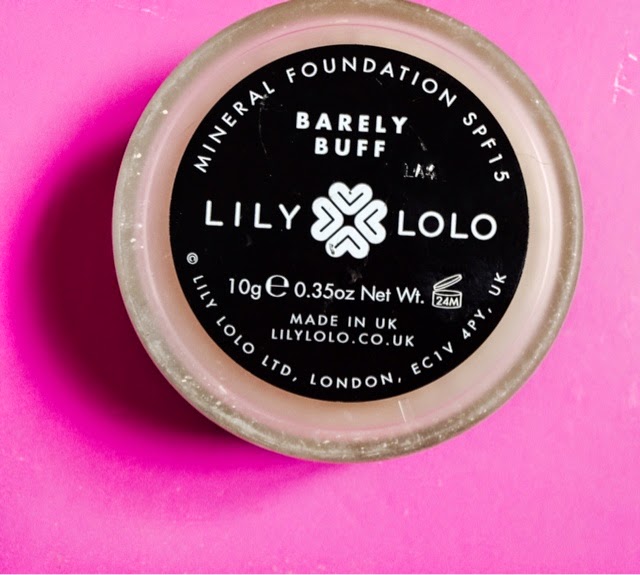 MINERAL FOUNDATION SPF15
BARELY
BUFF
LILY LOLO
10g e 0.35oz Net Wt. 24M
MADE IN UK
LILYLOLO.CO.UK
© LILY LOLO LTD, LONDON, EC1V 4PY, UK